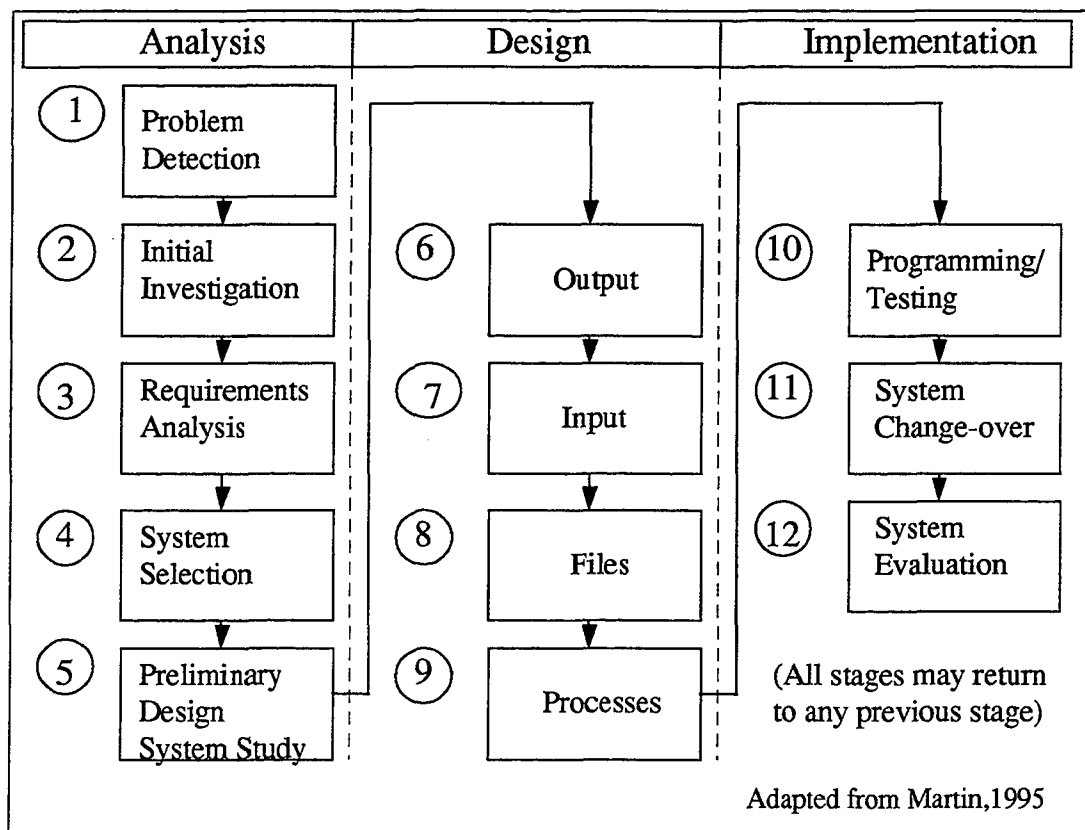 Analysis
Design
Implementation
1
Problem
Detection
2
Initial
Investigation
3
Requirements
Analysis
4
System
Selection
5
Preliminary
Design
System Study
6
Output
7
Input
8
Files
9
Processes
10
Programming/
Testing
11
System
Change-over
12
System
Evaluation
(All stages may return
to any previous stage)
Adapted from Martin,1995